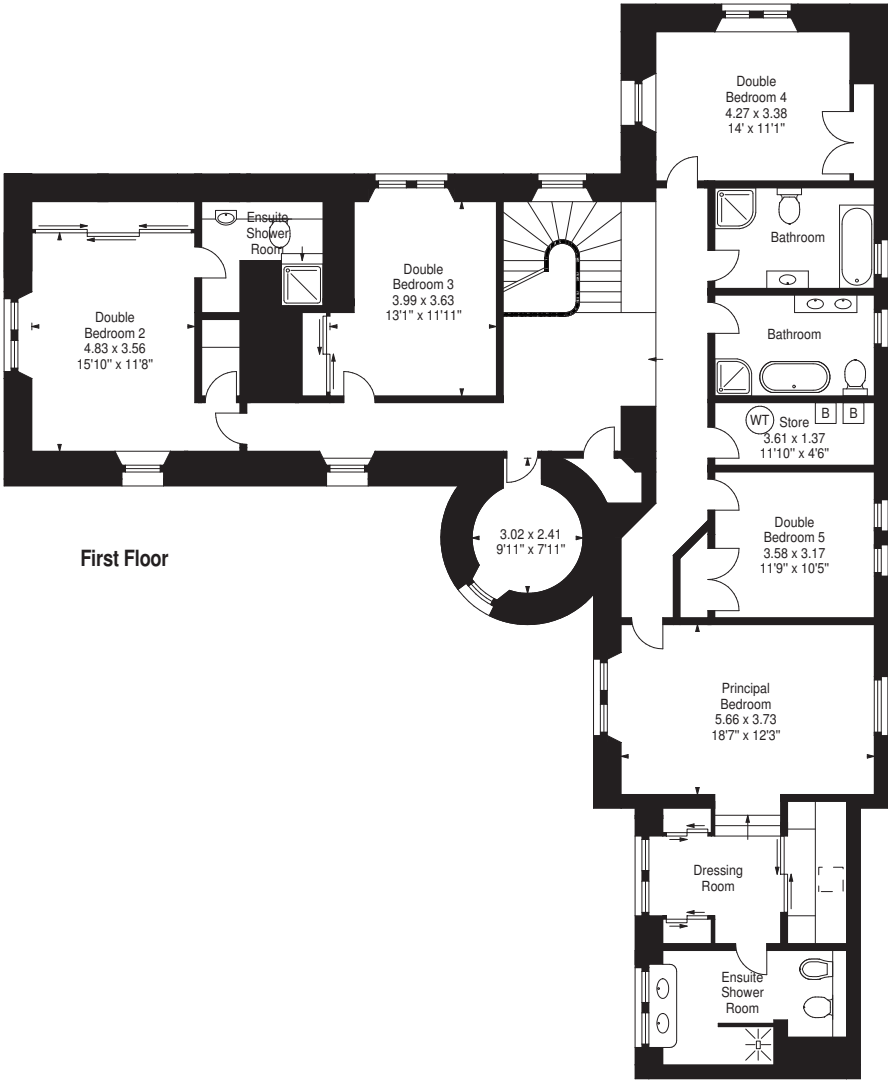 Double
Bedroom 4
4.27 x 3.38
14' x 11'1"
Ensuite
Shower
Room
Bathroom
Double
Bedroom 3
3.99 x 3.63
13'1" x 11'11"
Double
Bedroom 2
4.83 x 3.56
15'10" x 11'8"
Bathroom
WT
Store
B
B
3.61 x 1.37
11'10" x 4'6"
First Floor
3.02 x 2.41
9'11" x 7'11"
Double
Bedroom 5
3.58 x 3.17
11'9" x 10'5"
Principal
Bedroom
5.66 x 3.73
18'7" x 12'3"
Dressing
Room
Ensuite
Shower
Room